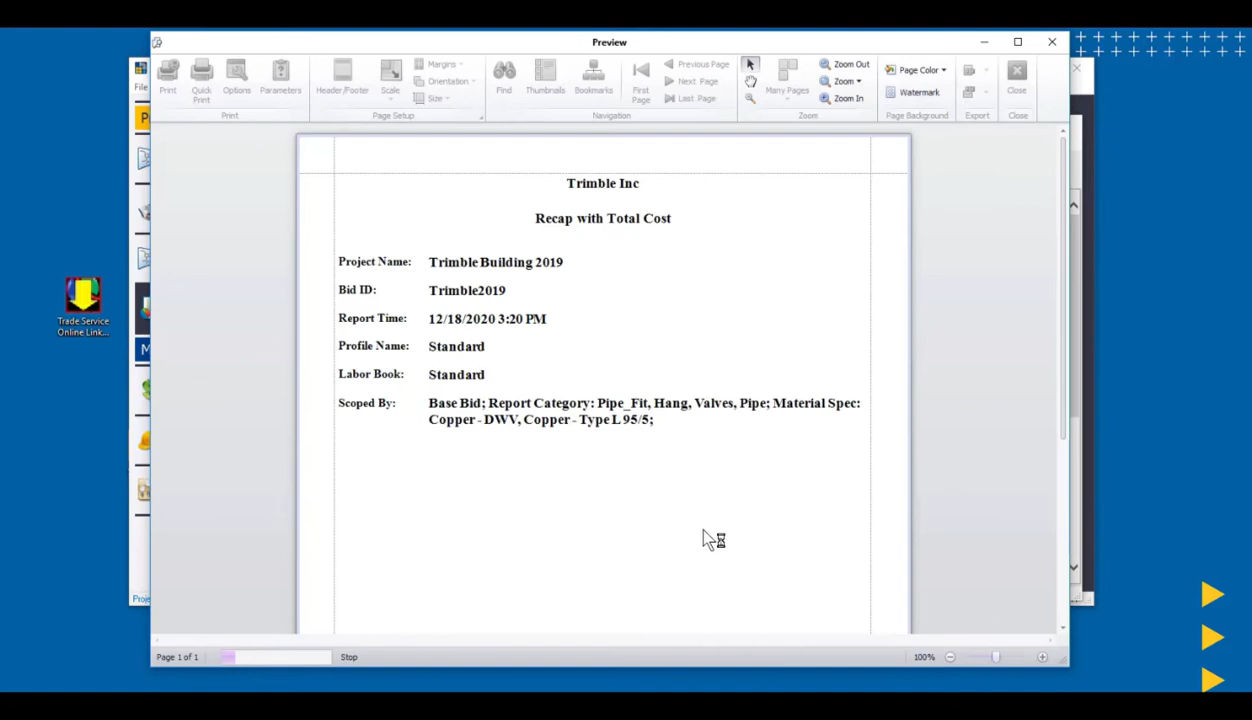 Preview
Print
Quick Print
Options
Parameters
Header/Footer
Scale
Margins
Orientation
Size
Find
Thumbnails
Bookmarks
First Page
Previous Page
Next Page
Last Page
Many Pages
Zoom Out
Zoom
Zoom In
Page Color
Watermark
Close
Print
Page Setup
Navigation
Zoom
Page Background
Export
Close
File
Trimble Inc
Recap with Total Cost
Project Name: Trimble Building 2019
Bid ID: Trimble2019
Report Time: 12/18/2020 3:20 PM
Profile Name: Standard
Labor Book: Standard
Scoped By: Base Bid; Report Category: Pipe_Fit, Hang, Valves, Pipe; Material Spec:
Copper - DWV, Copper - Type L 95/5;
Trade Service
Online Link...
Page 1 of 1
Stop
100%